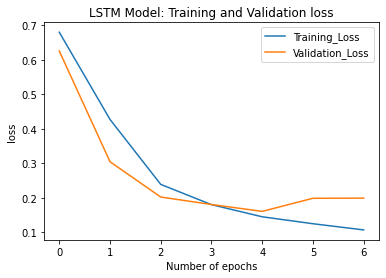 LSTM Model: Training and Validation loss
Training_Loss
Validation_Loss
0.7
0.6
0.5
0.4
0.3
0.2
0.1
loss
0 1 2 3 4 5 6
Number of epochs